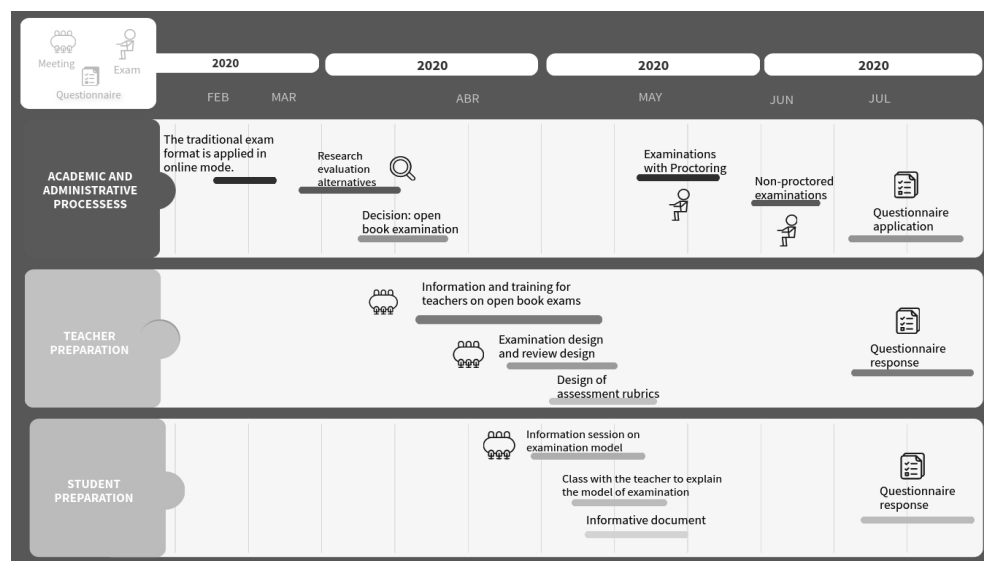 Meeting
Exam
Questionnaire
2020
2020
2020
2020
FEB
MAR
ABR
MAY
JUN
JUL
ACADEMIC AND
ADMINISTRATIVE
PROCESSESS
The traditional exam
format is applied in
online mode.
Research
evaluation
alternatives
Decision: open
book examination
Examinations
with Proctoring
Non-proctored
examinations
Questionnaire
application
TEACHER
PREPARATION
Information and training for
teachers on open book exams
Examination design
and review design
Design of
assessment rubrics
Questionnaire
response
STUDENT
PREPARATION
Information session on
examination model
Class with the teacher to explain
the model of examination
Informative document
Questionnaire
response